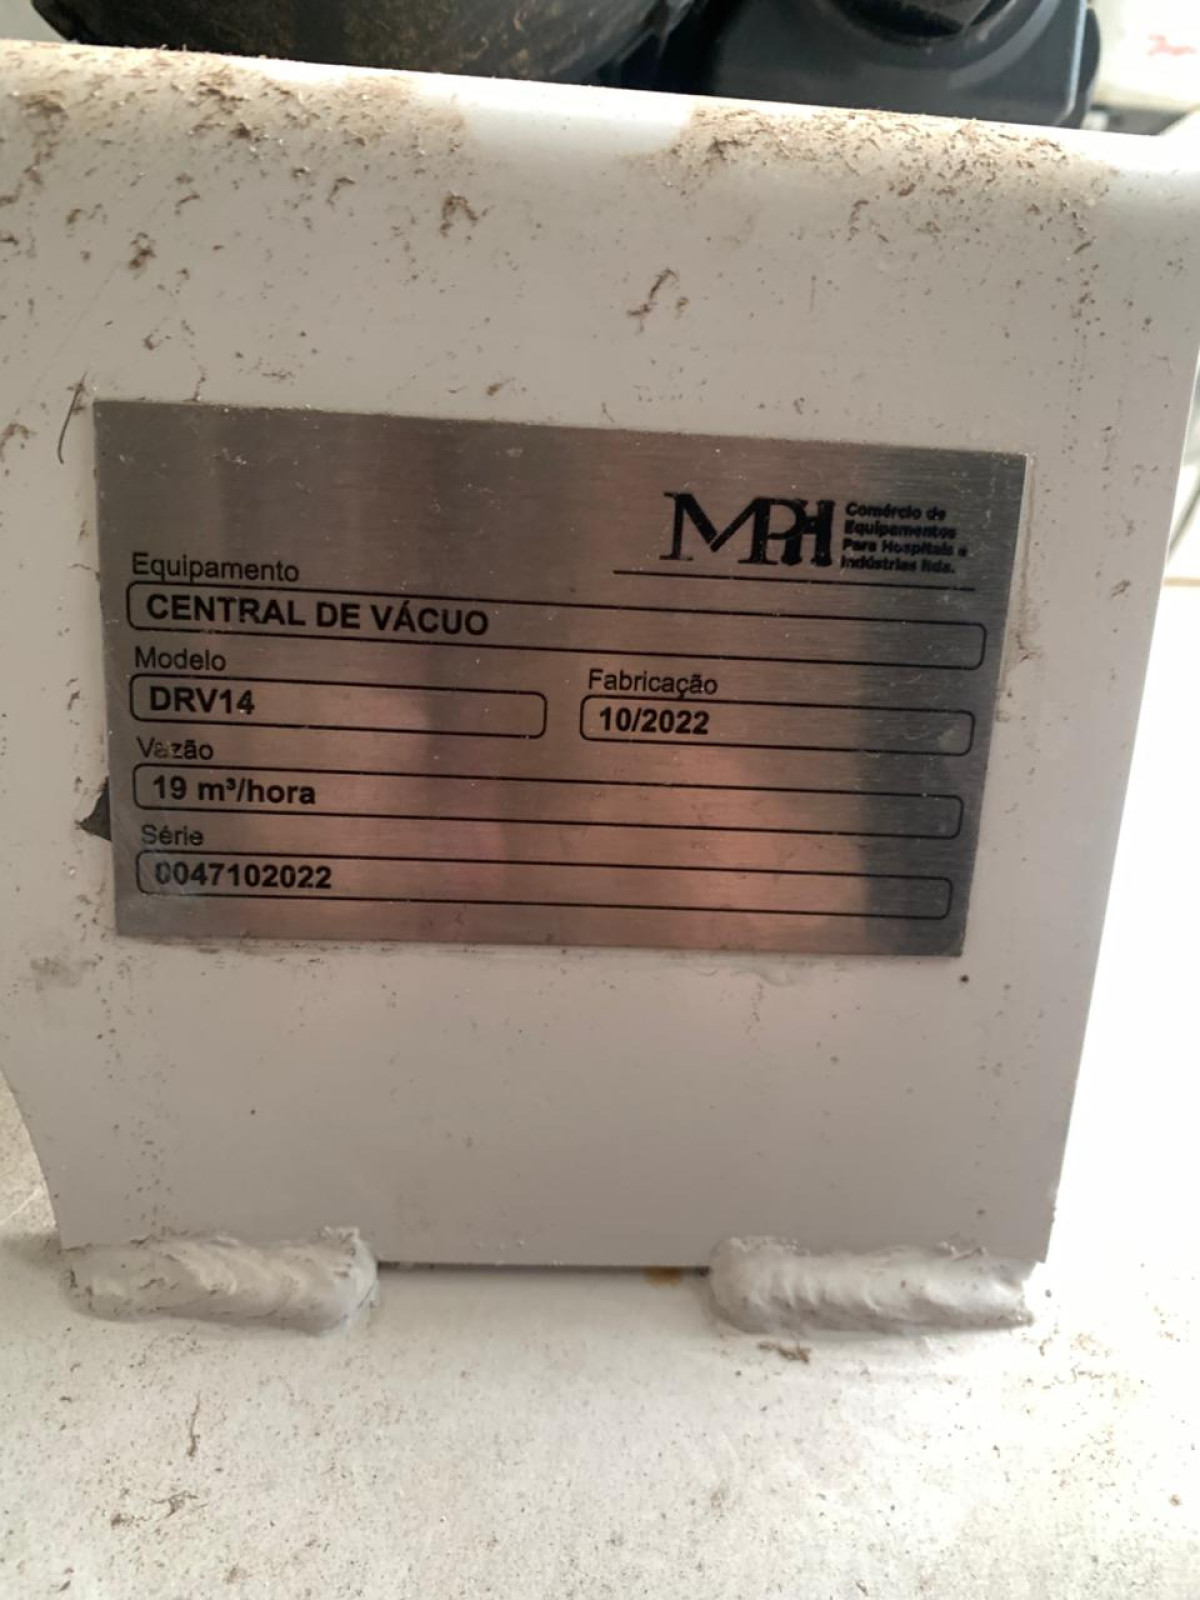 MPH
Comércio de
Equipamentos
Para Hospitais e
Indústrias ltda.
Equipamento
CENTRAL DE VÁCUO
Modelo
DRV14
Fabricação
10/2022
Vazão
19 m³/hora
Série
0047102022